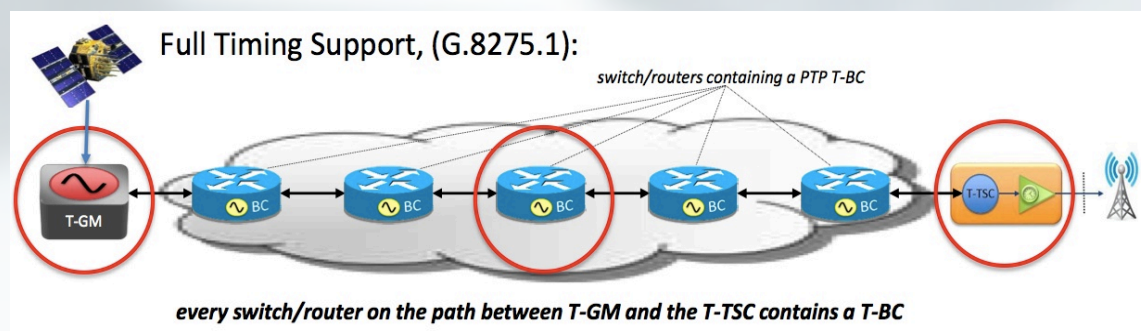 Full Timing Support, (G.8275.1):
switch/routers containing a PTP T-BC
T-GM
BC
BC
BC
BC
BC
T-TSC
every switch/router on the path between T-GM and the T-TSC contains a T-BC